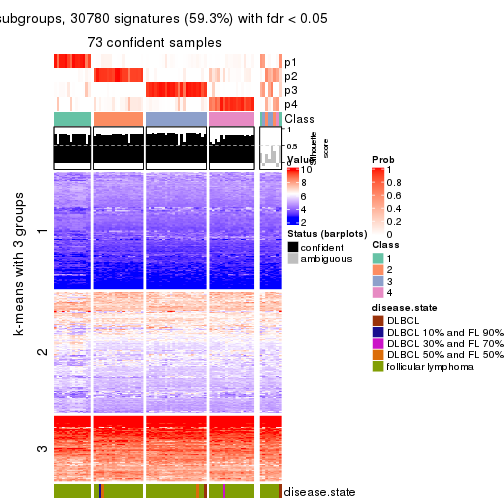 subgroups, 30780 signatures (59.3%) with fdr < 0.05
73 confident samples
p1
p2
p3
p4
Class
1
0.5
0
Silhouette
score
k-means with 3 groups
1
2
3
Value
10
8
6
4
2
Status (barplots)
confident
ambiguous
Prob
1
0.8
0.6
0.4
0.2
0
Class
1
2
3
4
disease.state
DLBCL
DLBCL 10% and FL 90%
DLBCL 30% and FL 70%
DLBCL 50% and FL 50%
follicular lymphoma
disease.state